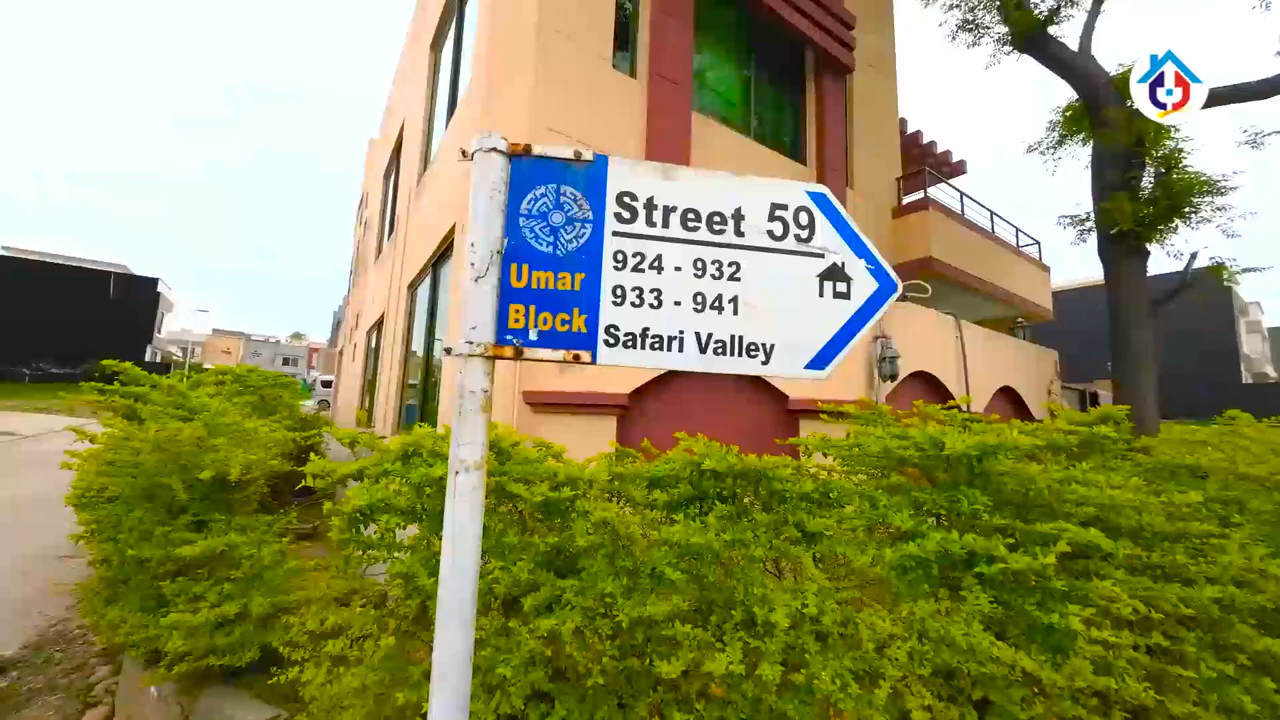 Umar
Block
Street 59
924 - 932
933 - 941
Safari Valley